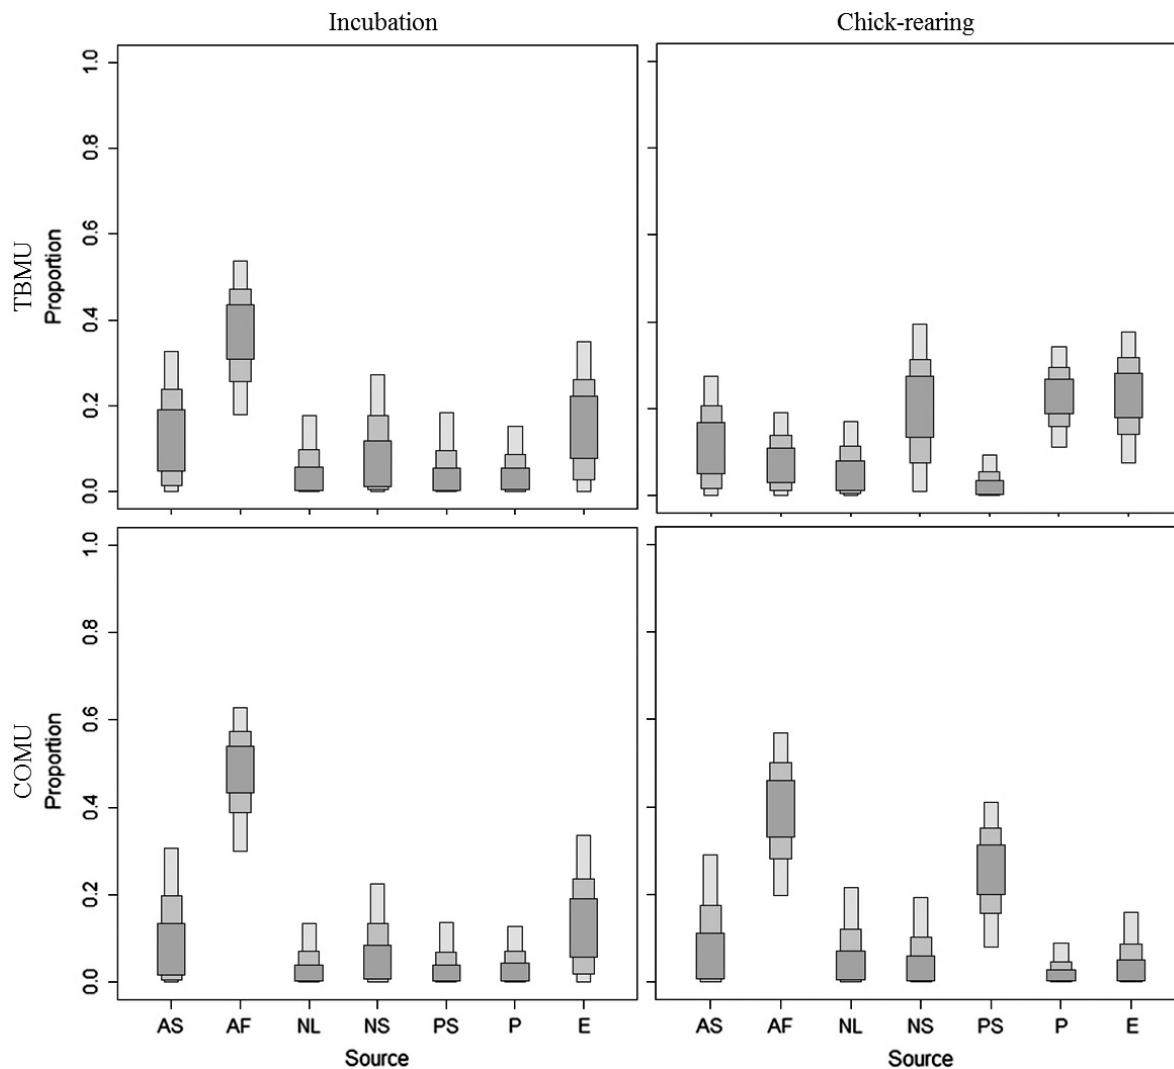 Incubation
Chick-rearing
TBMU
Proportion
1.0
0.8
0.6
0.4
0.2
0.0
COMU
Proportion
1.0
0.8
0.6
0.4
0.2
0.0
AS AF NL NS PS P E
AS AF NL NS PS P E
Source
Source